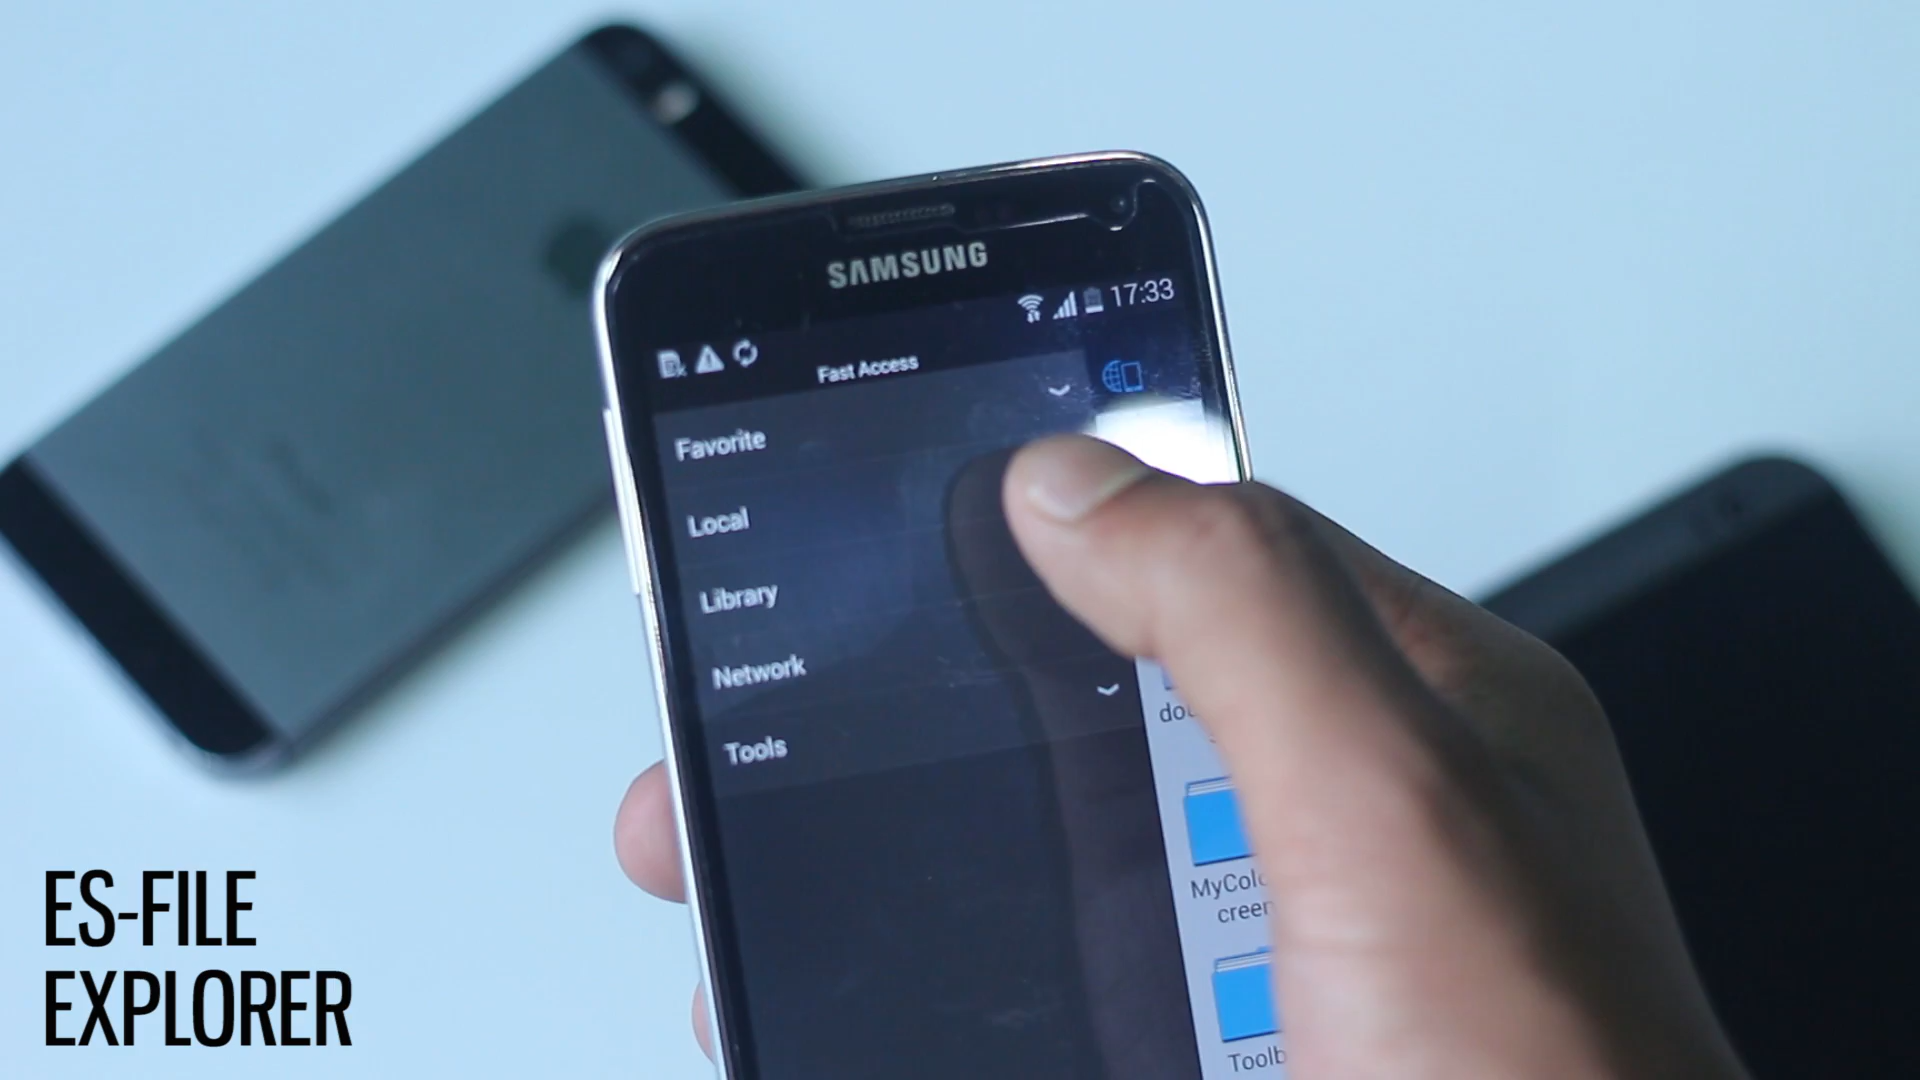 SAMSUNG
17:33
Fast Access
Favorite
Local
Library
Network
Tools
ES-FILE
EXPLORER